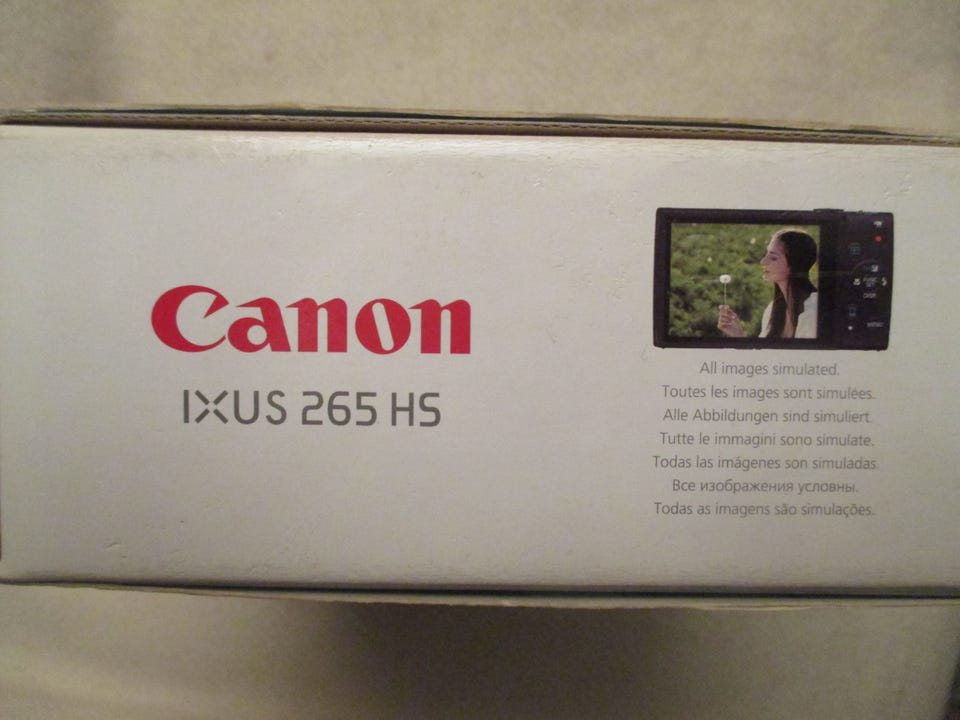 Canon
IXUS 265 HS
All images simulated.
Toutes les images sont simulées.
Alle Abbildungen sind simuliert.
Tutte le immagini sono simulate.
Todas las imágenes son simuladas.
Все изображения условны.
Todas as imagens são simulações.